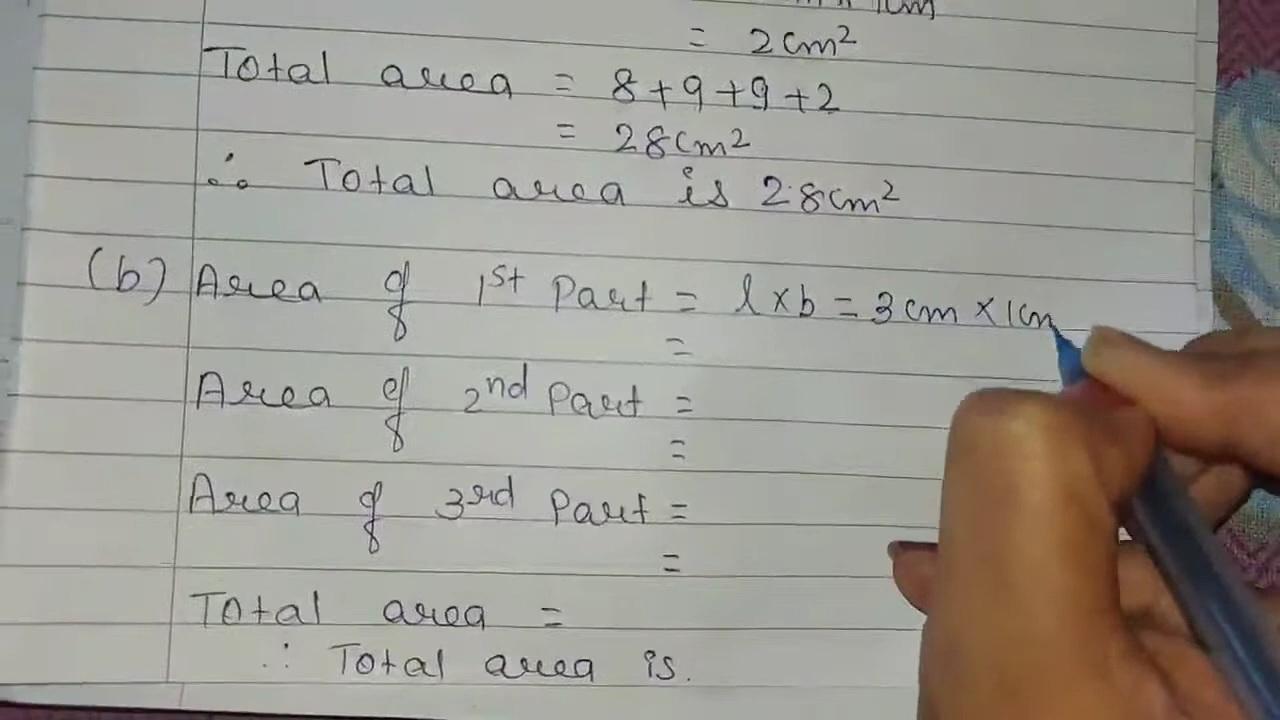 = 2cm²
Total area = 8+9+9+2
= 28cm²
∴ Total area is 28cm²
(b) Area of 1st Part = l×b = 3cm × 1cm
=
Area of 2nd Part =
=
Area of 3rd Part =
=
Total area =
∴ Total area is.